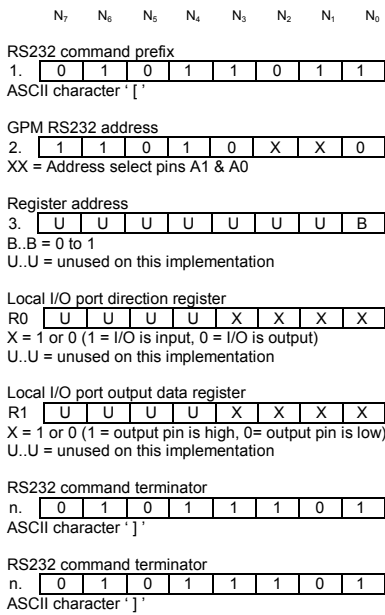 N₇ N₆ N₅ N₄ N₃ N₂ N₁ N₀
RS232 command prefix
1. 0 1 0 1 1 0 1 1
ASCII character ‘ [ ’
GPM RS232 address
2. 1 1 0 1 0 X X 0
XX = Address select pins A1 & A0
Register address
3. U U U U U U U B
B..B = 0 to 1
U..U = unused on this implementation
Local I/O port direction register
R0 U U U U X X X X
X = 1 or 0 (1 = I/O is input, 0 = I/O is output)
U..U = unused on this implementation
Local I/O port output data register
R1 U U U U X X X X
X = 1 or 0 (1 = output pin is high, 0= output pin is low)
U..U = unused on this implementation
RS232 command terminator
n. 0 1 0 1 1 1 0 1
ASCII character ‘ ] ’
RS232 command terminator
n. 0 1 0 1 1 1 0 1
ASCII character ‘ ] ’